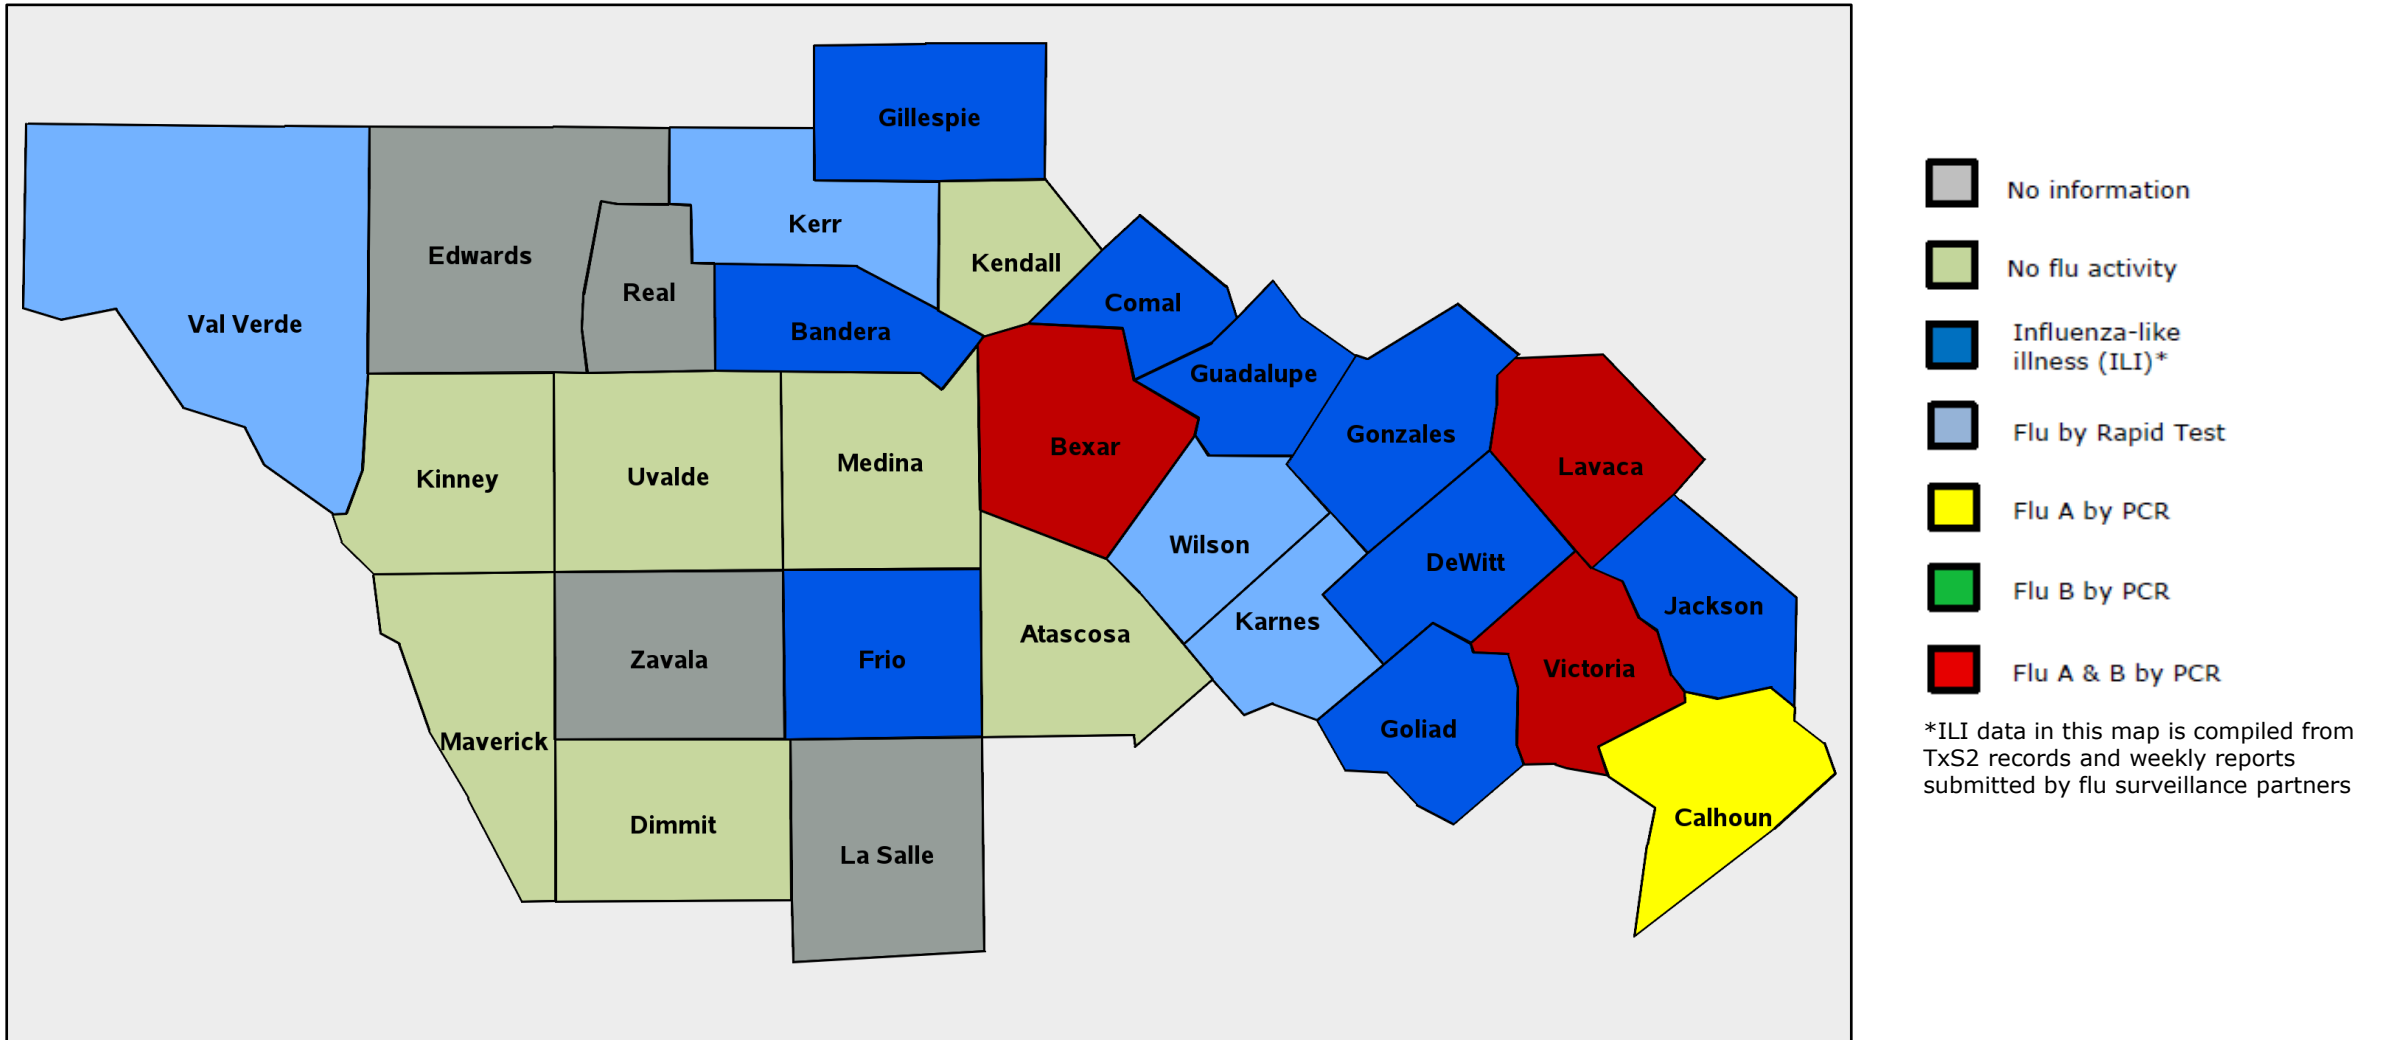 Gillespie
Kerr
Edwards
Kendall
Real
Comal
Val Verde
Bandera
Guadalupe
Gonzales
Bexar
Medina
Lavaca
Uvalde
Kinney
Wilson
DeWitt
Jackson
Karnes
Atascosa
Zavala
Frio
Victoria
Goliad
Maverick
Calhoun
Dimmit
La Salle
No information
No flu activity
Influenza-like
illness (ILI)*
Flu by Rapid Test
Flu A by PCR
Flu B by PCR
Flu A & B by PCR
*ILI data in this map is compiled from
TxS2 records and weekly reports
submitted by flu surveillance partners